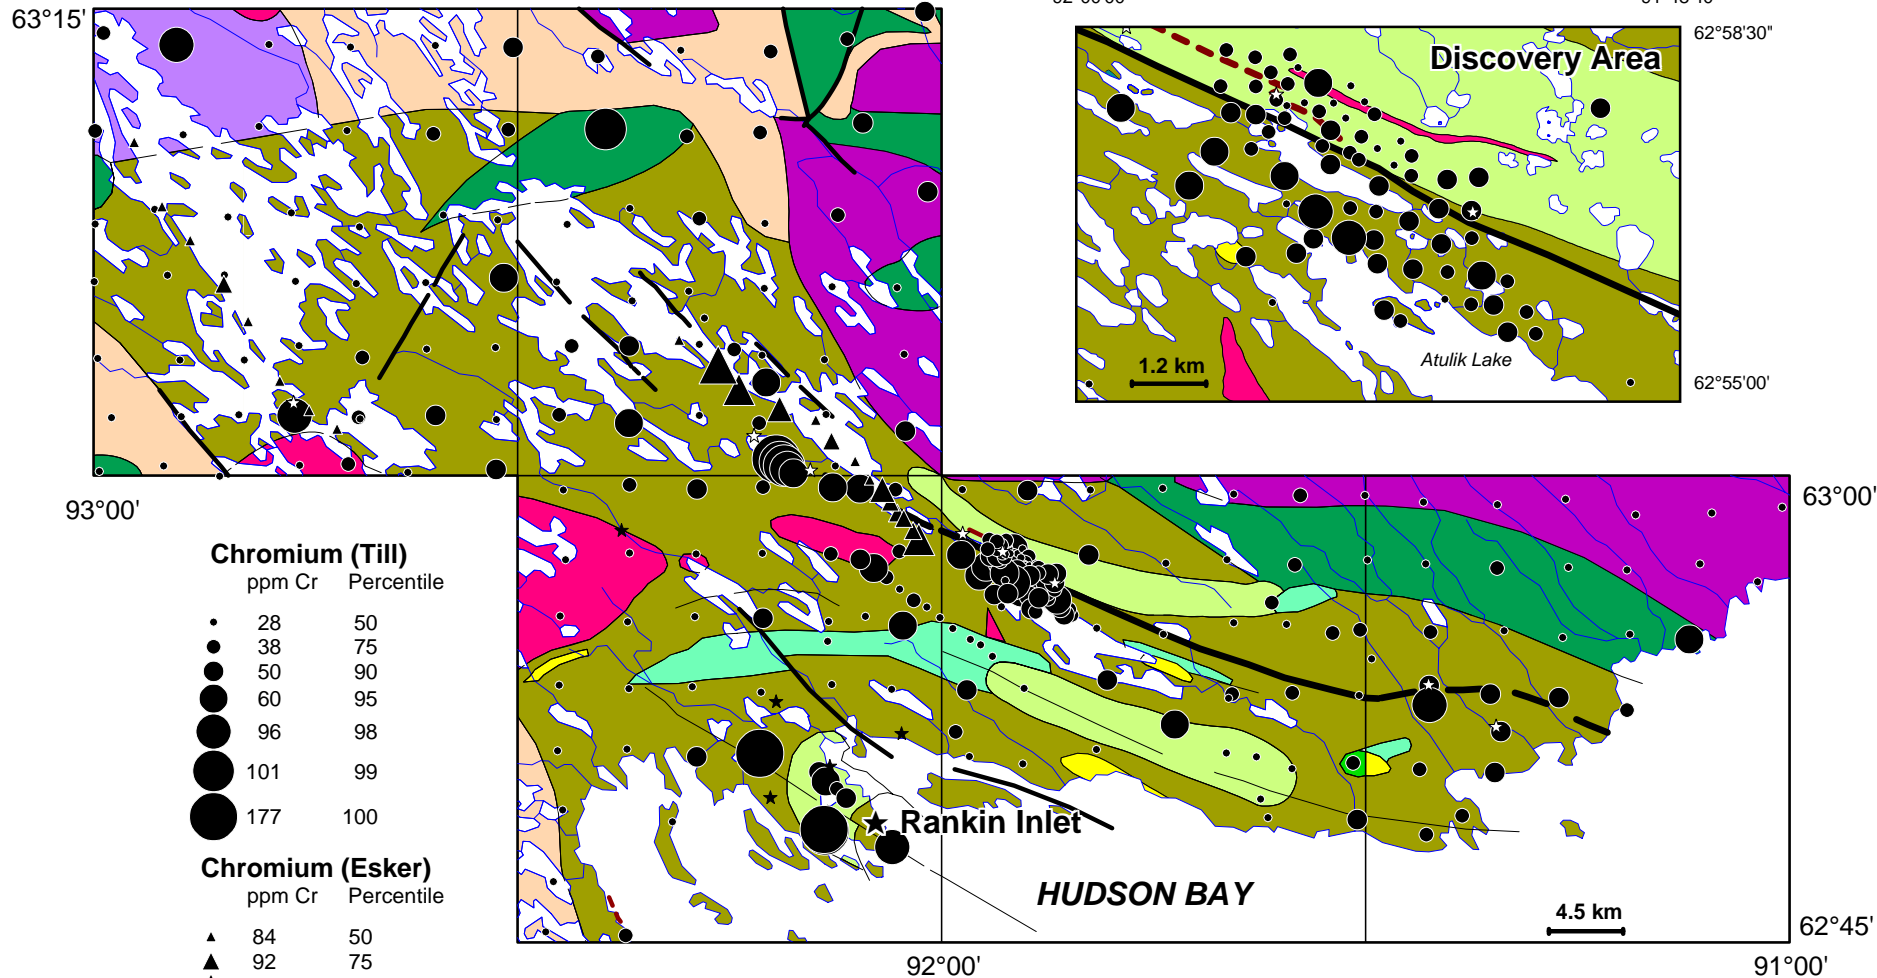 63°15'
62°58'30"
Discovery Area
1.2 km
Atulik Lake
62°55'00'
93°00'
63°00'
Chromium (Till)
ppm Cr Percentile
28 50
38 75
50 90
60 95
96 98
101 99
177 100
Chromium (Esker)
ppm Cr Percentile
84 50
92 75
Rankin Inlet
HUDSON BAY
4.5 km
62°45'
92°00'
91°00'